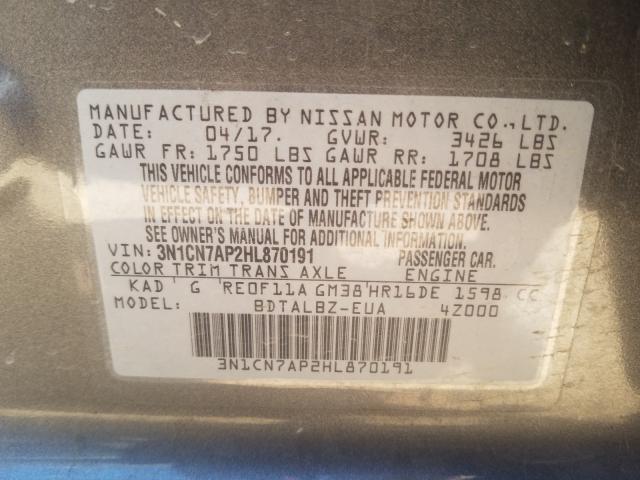 MANUFACTURED BY NISSAN MOTOR CO.,LTD.
DATE: 04/17. GVWR: 3426 LBS
GAWR FR: 1750 LBS GAWR RR: 1708 LBS
THIS VEHICLE CONFORMS TO ALL APPLICABLE FEDERAL MOTOR
VEHICLE SAFETY, BUMPER AND THEFT PREVENTION STANDARDS
IN EFFECT ON THE DATE OF MANUFACTURE SHOWN ABOVE.
SEE OWNER'S MANUAL FOR ADDITIONAL INFORMATION.
VIN: 3N1CN7AP2HL870191 PASSENGER CAR.
COLOR TRIM TRANS AXLE ENGINE
KAD G RE0F11A GM38 HR16DE 1598 CC
MODEL: BDTALBZ-EUA 4Z000
3N1CN7AP2HL870191